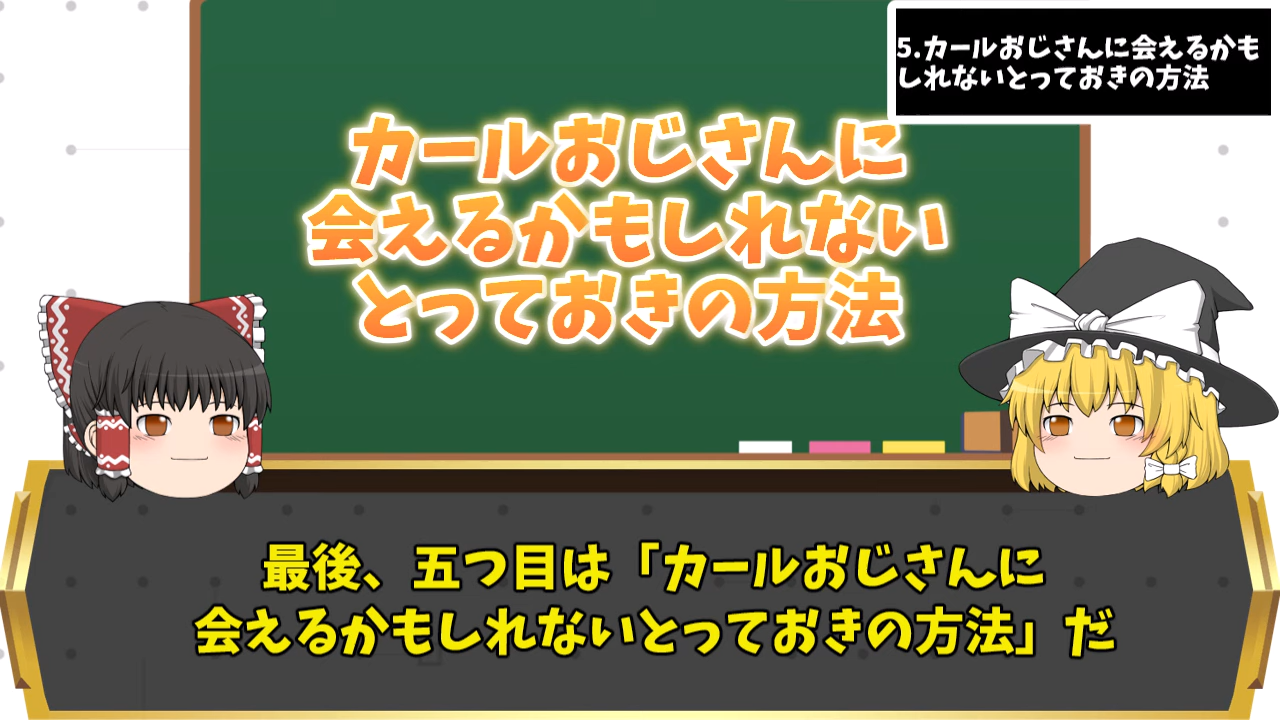 5.カールおじさんに会えるかも
しれないとっておきの方法
カールおじさんに
会えるかもしれない
とっておきの方法
最後、五つ目は「カールおじさんに
会えるかもしれないとっておきの方法」だ